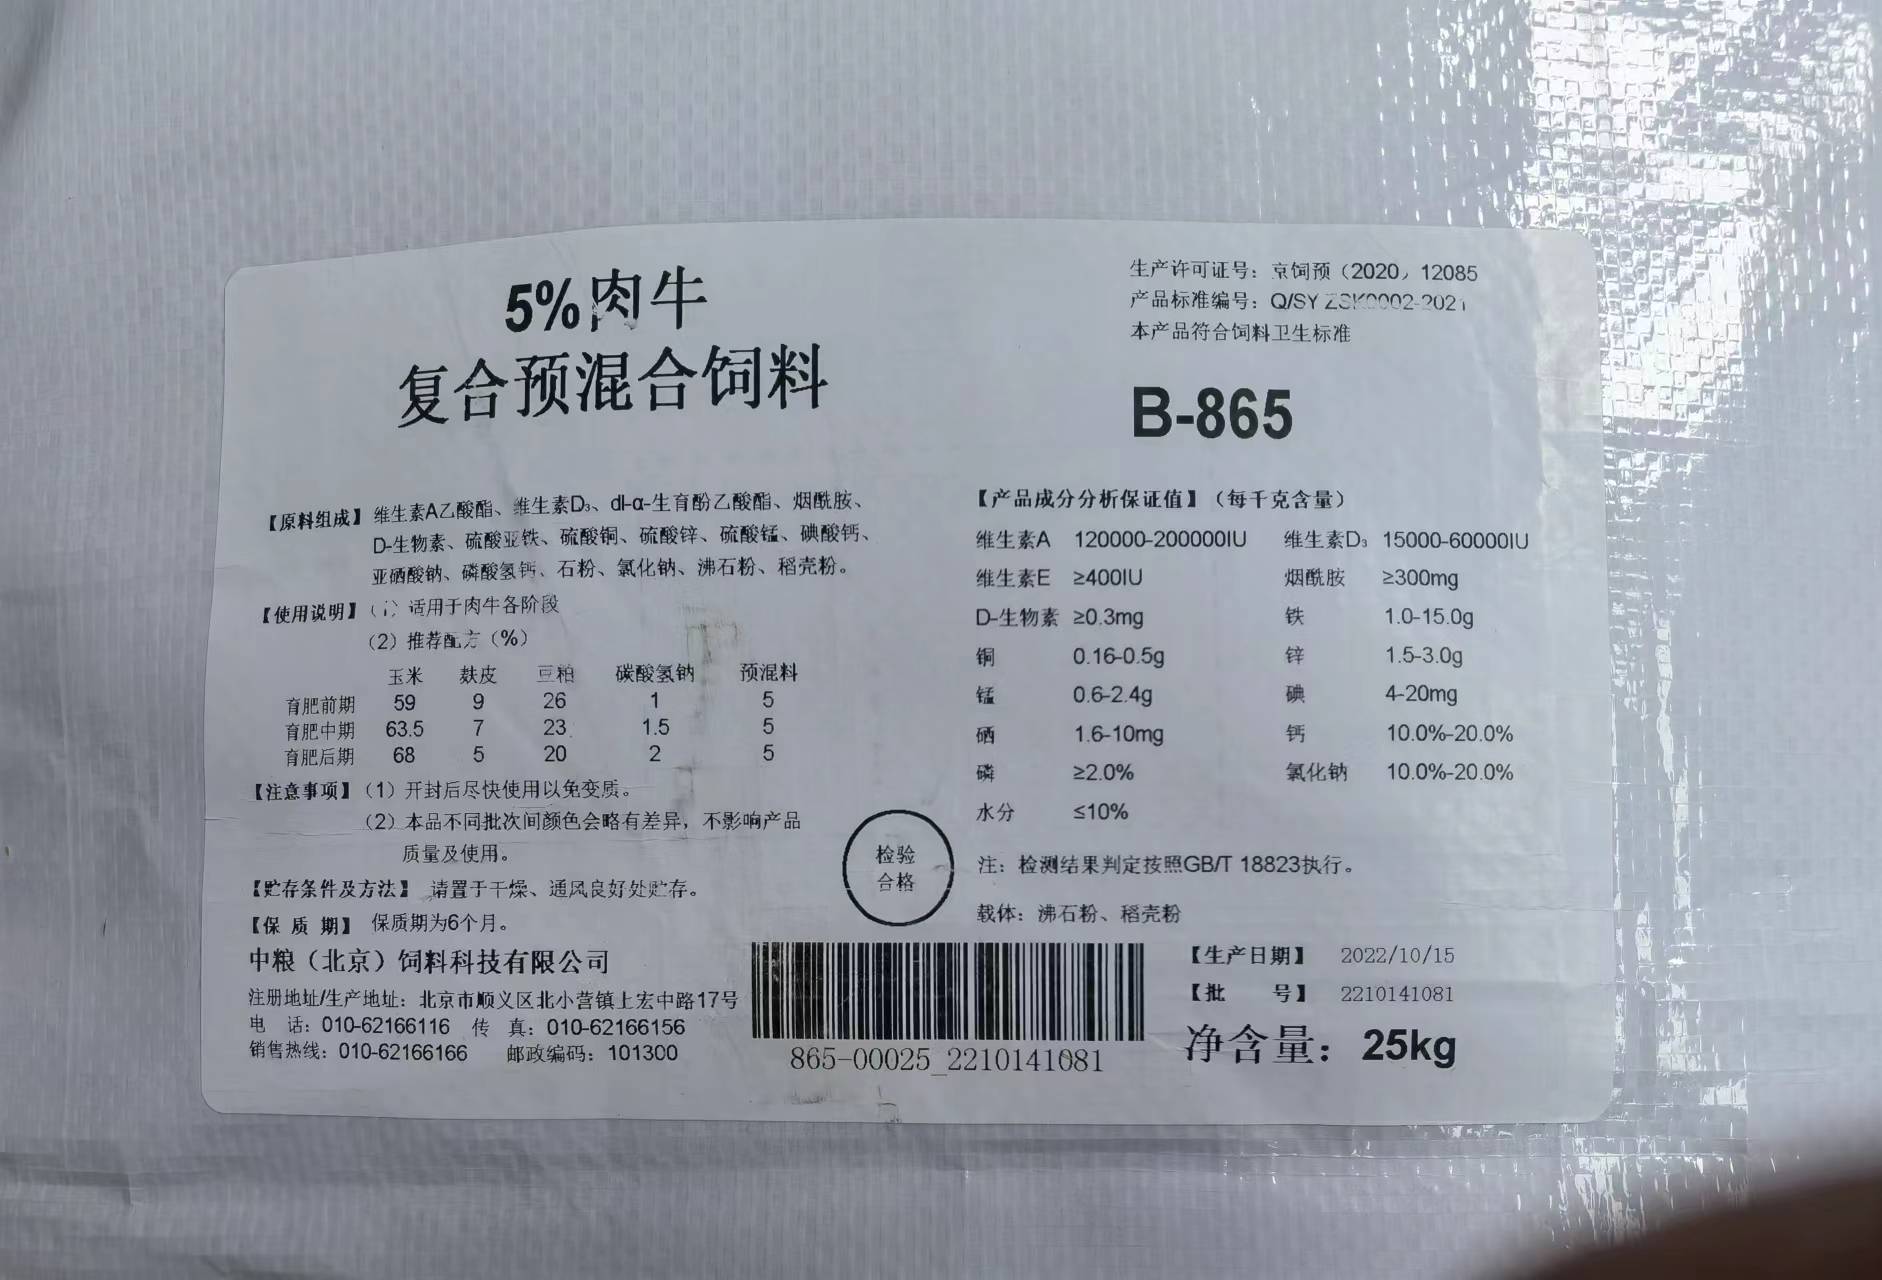 5%肉牛
复合预混合饲料
生产许可证号：京饲预（2020）12085
产品标准编号：Q/SY ZSK0002-2021
本产品符合饲料卫生标准
B-865
【原料组成】维生素A乙酸酯、维生素D₃、dl-α-生育酚乙酸酯、烟酰胺、
D-生物素、硫酸亚铁、硫酸铜、硫酸锌、硫酸锰、碘酸钙、
亚硒酸钠、磷酸氢钙、石粉、氯化钠、沸石粉、稻壳粉。
【使用说明】（1）适用于肉牛各阶段
（2）推荐配方（%）
玉米 麸皮 豆粕 碳酸氢钠 预混料
育肥前期 59 9 26 1 5
育肥中期 63.5 7 23 1.5 5
育肥后期 68 5 20 2 5
【注意事项】（1）开封后尽快使用以免变质。
（2）本品不同批次间颜色会略有差异，不影响产品
质量及使用。
【贮存条件及方法】 请置于干燥、通风良好处贮存。
【保 质 期】 保质期为6个月。
中粮（北京）饲料科技有限公司
注册地址/生产地址：北京市顺义区北小营镇上宏中路17号
电 话：010-62166116 传 真：010-62166156
销售热线：010-62166166 邮政编码：101300
【产品成分分析保证值】（每千克含量）
维生素A 120000-200000IU 维生素D₃ 15000-60000IU
维生素E ≥400IU 烟酰胺 ≥300mg
D-生物素 ≥0.3mg 铁 1.0-15.0g
铜 0.16-0.5g 锌 1.5-3.0g
锰 0.6-2.4g 碘 4-20mg
硒 1.6-10mg 钙 10.0%-20.0%
磷 ≥2.0% 氯化钠 10.0%-20.0%
水分 ≤10%
注：检测结果判定按照GB/T 18823执行。
载体：沸石粉、稻壳粉
检验
合格
865-00025_2210141081
【生产日期】 2022/10/15
【批 号】 2210141081
净含量：25kg